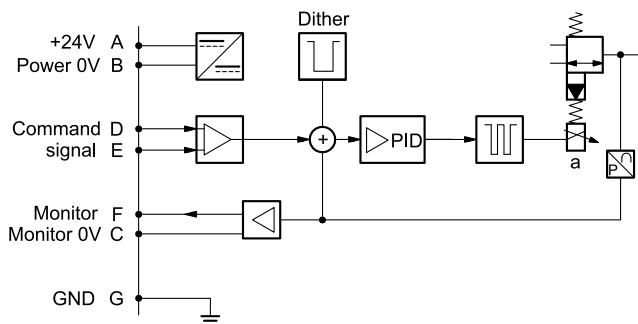 Dither
+24V A
Power 0V B
Command D
signal E
PID
a
P U
Monitor F
Monitor 0V C
GND G